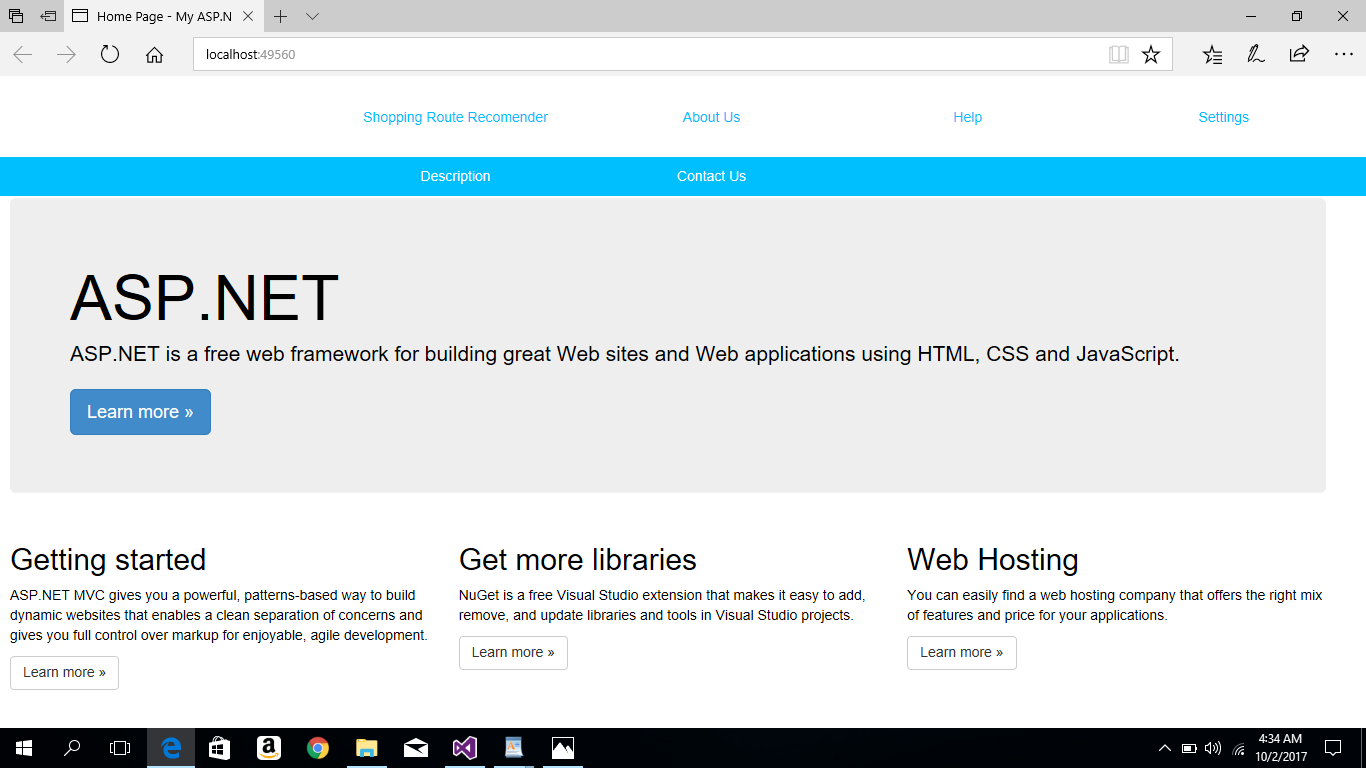 Home Page - My ASP.N
localhost:49560
Shopping Route Recomender About Us Help Settings
Description Contact Us
ASP.NET
ASP.NET is a free web framework for building great Web sites and Web applications using HTML, CSS and JavaScript.
Learn more »
Getting started
ASP.NET MVC gives you a powerful, patterns-based way to build
dynamic websites that enables a clean separation of concerns and
gives you full control over markup for enjoyable, agile development.
Learn more »
Get more libraries
NuGet is a free Visual Studio extension that makes it easy to add,
remove, and update libraries and tools in Visual Studio projects.
Learn more »
Web Hosting
You can easily find a web hosting company that offers the right mix
of features and price for your applications.
Learn more »
4:34 AM
10/2/2017